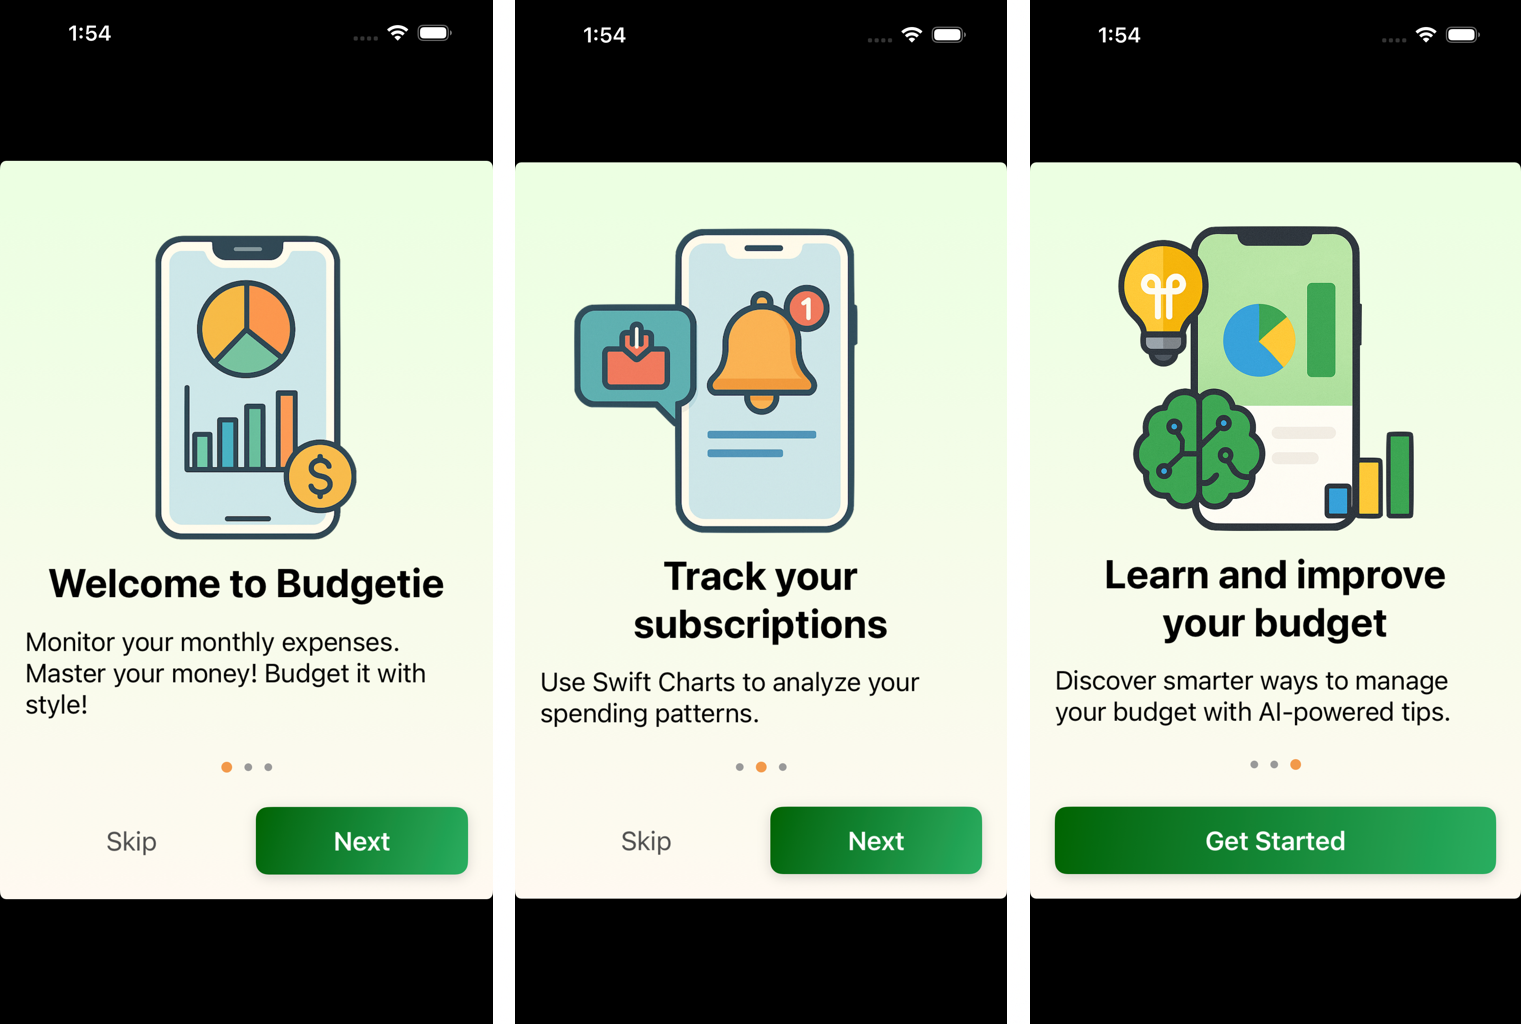 1:54
$
Welcome to Budgetie
Monitor your monthly expenses.
Master your money! Budget it with
style!
Skip
Next
1:54
1
Track your
subscriptions
Use Swift Charts to analyze your
spending patterns.
Skip
Next
1:54
Learn and improve
your budget
Discover smarter ways to manage
your budget with AI-powered tips.
Get Started